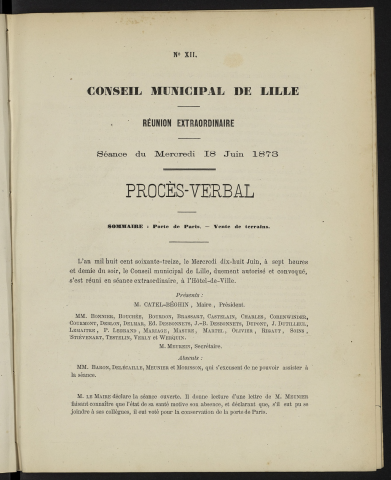 N° XII.
CONSEIL MUNICIPAL DE LILLE
RÉUNION EXTRAORDINAIRE
Séance du Mercredi 18 Juin 1873
PROCÈS-VERBAL
SOMMAIRE : Porte de Paris. — Vente de terrains.
L'an mil huit cent soixante-treize, le Mercredi dix-huit Juin, à sept heures
et demie du soir, le Conseil municipal de Lille, dûment autorisé et convoqué,
s'est réuni en séance extraordinaire, à l'Hôtel-de-Ville.
Présents :
M. CATEL-BÉGHIN, Maire, Président.
MM. BONNIER, BOUCHÉE, BOUDON, BRASSART, CASTELAIN, CHARLES, CORENWINDER,
COURMONT, DEBLON, DELMAR, ED. DESBONNETS, J.-B. DESBONNETS, DUPONT, J. DUTILLEUL,
LEMAITRE, P. LEGRAND, MARIAGE, MARTEL, OLIVIER, RIGAUT, SOINS,
STIÉVENART, TESTELIN, VERLY et WERQUIN.
M. MEUREIN, Secrétaire.
Absents :
MM. BARON, DELÉTAILLE, MEUNIER et MORISSON, qui s'excusent de ne pouvoir assister à
la séance.
M. LE MAIRE déclare la séance ouverte. Il donne lecture d'une lettre de M. MEUNIER
faisant connaître que l'état de sa santé motive son absence, et déclarant que, s'il eut pu se
joindre à ses collègues, il eut voté pour la conservation de la porte de Paris.